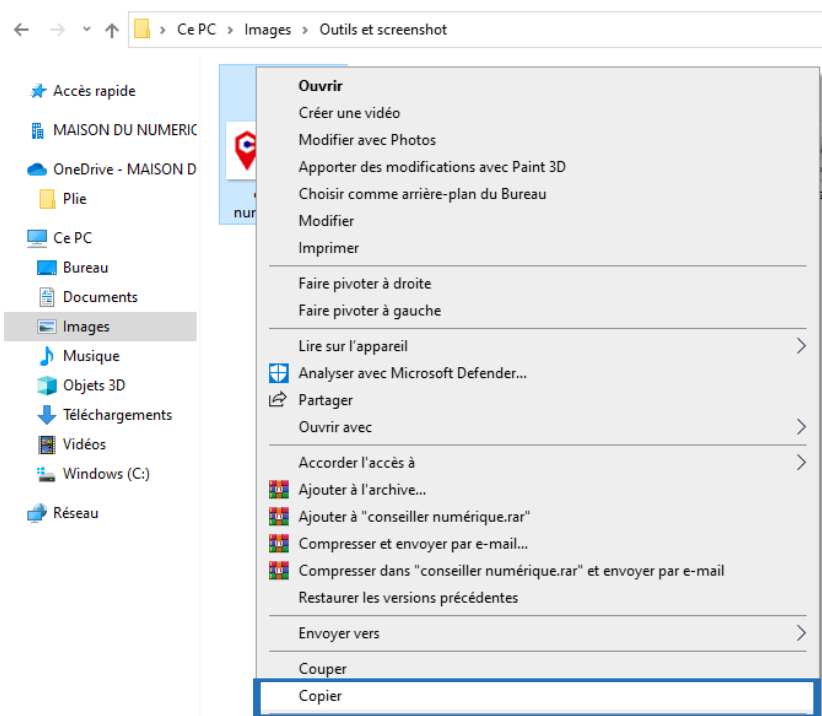 Ce PC > Images > Outils et screenshot
Accès rapide
MAISON DU NUMERIC
OneDrive - MAISON D
Plie
Ce PC
Bureau
Documents
Images
Musique
Objets 3D
Téléchargements
Vidéos
Windows (C:)
Réseau
nur
Ouvrir
Créer une vidéo
Modifier avec Photos
Apporter des modifications avec Paint 3D
Choisir comme arrière-plan du Bureau
Modifier
Imprimer
Faire pivoter à droite
Faire pivoter à gauche
Lire sur l'appareil
Analyser avec Microsoft Defender...
Partager
Ouvrir avec
Accorder l'accès à
Ajouter à l'archive...
Ajouter à "conseiller numérique.rar"
Compresser et envoyer par e-mail...
Compresser dans "conseiller numérique.rar" et envoyer par e-mail
Restaurer les versions précédentes
Envoyer vers
Couper
Copier